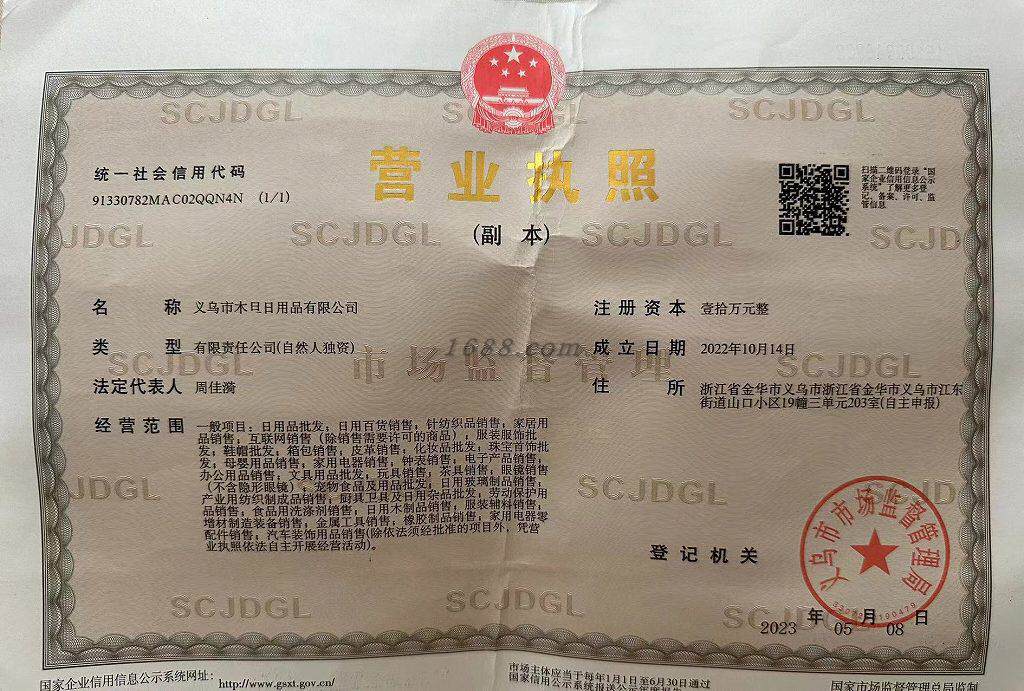 SCJDGL
SCJDGL
SCJDGL
统一社会信用代码
91330782MAC02QQN4N (1/1)
营业执照
(副 本)
扫描二维码登录“国
家企业信用信息公示
系统”了解更多登
记、备案、许可、监
管信息
JDGL
SCJDGL
SCJDGL
SCJD
名 称 义乌市木旦日用品有限公司
注册资本 壹拾万元整
类 型 有限责任公司(自然人独资)
成立日期 2022年10月14日
1688.com
SCJDGL
市场监督管理
SCJDGL
法定代表人 周佳漪
住 所 浙江省金华市义乌市浙江省金华市义乌市江东
街道山口小区19幢三单元203室(自主申报)
经营范围 一般项目：日用品批发；日用百货销售；针纺织品销售；家居用
品销售；互联网销售（除销售需要许可的商品）；服装服饰批
发；鞋帽批发；箱包销售；皮革销售；化妆品批发；珠宝首饰批
发；母婴用品销售；家用电器销售；钟表销售；电子产品销售；
办公用品销售；文具用品批发；玩具销售；茶具销售；眼镜销售
（不含隐形眼镜）；宠物食品及用品批发；日用玻璃制品销售；
产业用纺织制成品销售；厨具卫具及日用杂品批发；劳动保护用
品销售；食品用洗涤剂销售；日用木制品销售；服装辅料销售；
增材制造装备销售；金属工具销售；橡胶制品销售；家用电器零
配件销售；汽车装饰用品销售(除依法须经批准的项目外，凭营
业执照依法自主开展经营活动)。
JDGL
SCJDGL
SCJD
登记机关
义乌市市场监督管理局
SCJDGL
SCJDGL
SCJDGL
2023 年 05 月 08 日
国家企业信用信息公示系统网址：
http://www.gsxt.gov.cn/
市场主体应当于每年1月1日至6月30日通过
国家信用公示系统报送公示年度报告
国家市场监督管理总局监制